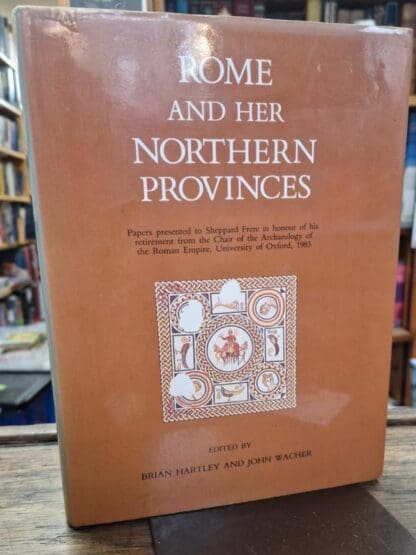 ROME
AND HER
NORTHERN
PROVINCES
Papers presented to Sheppard Frere in honour of his
retirement from the Chair of the Archaeology of
the Roman Empire, University of Oxford, 1983
EDITED BY
BRIAN HARTLEY AND JOHN WACHER